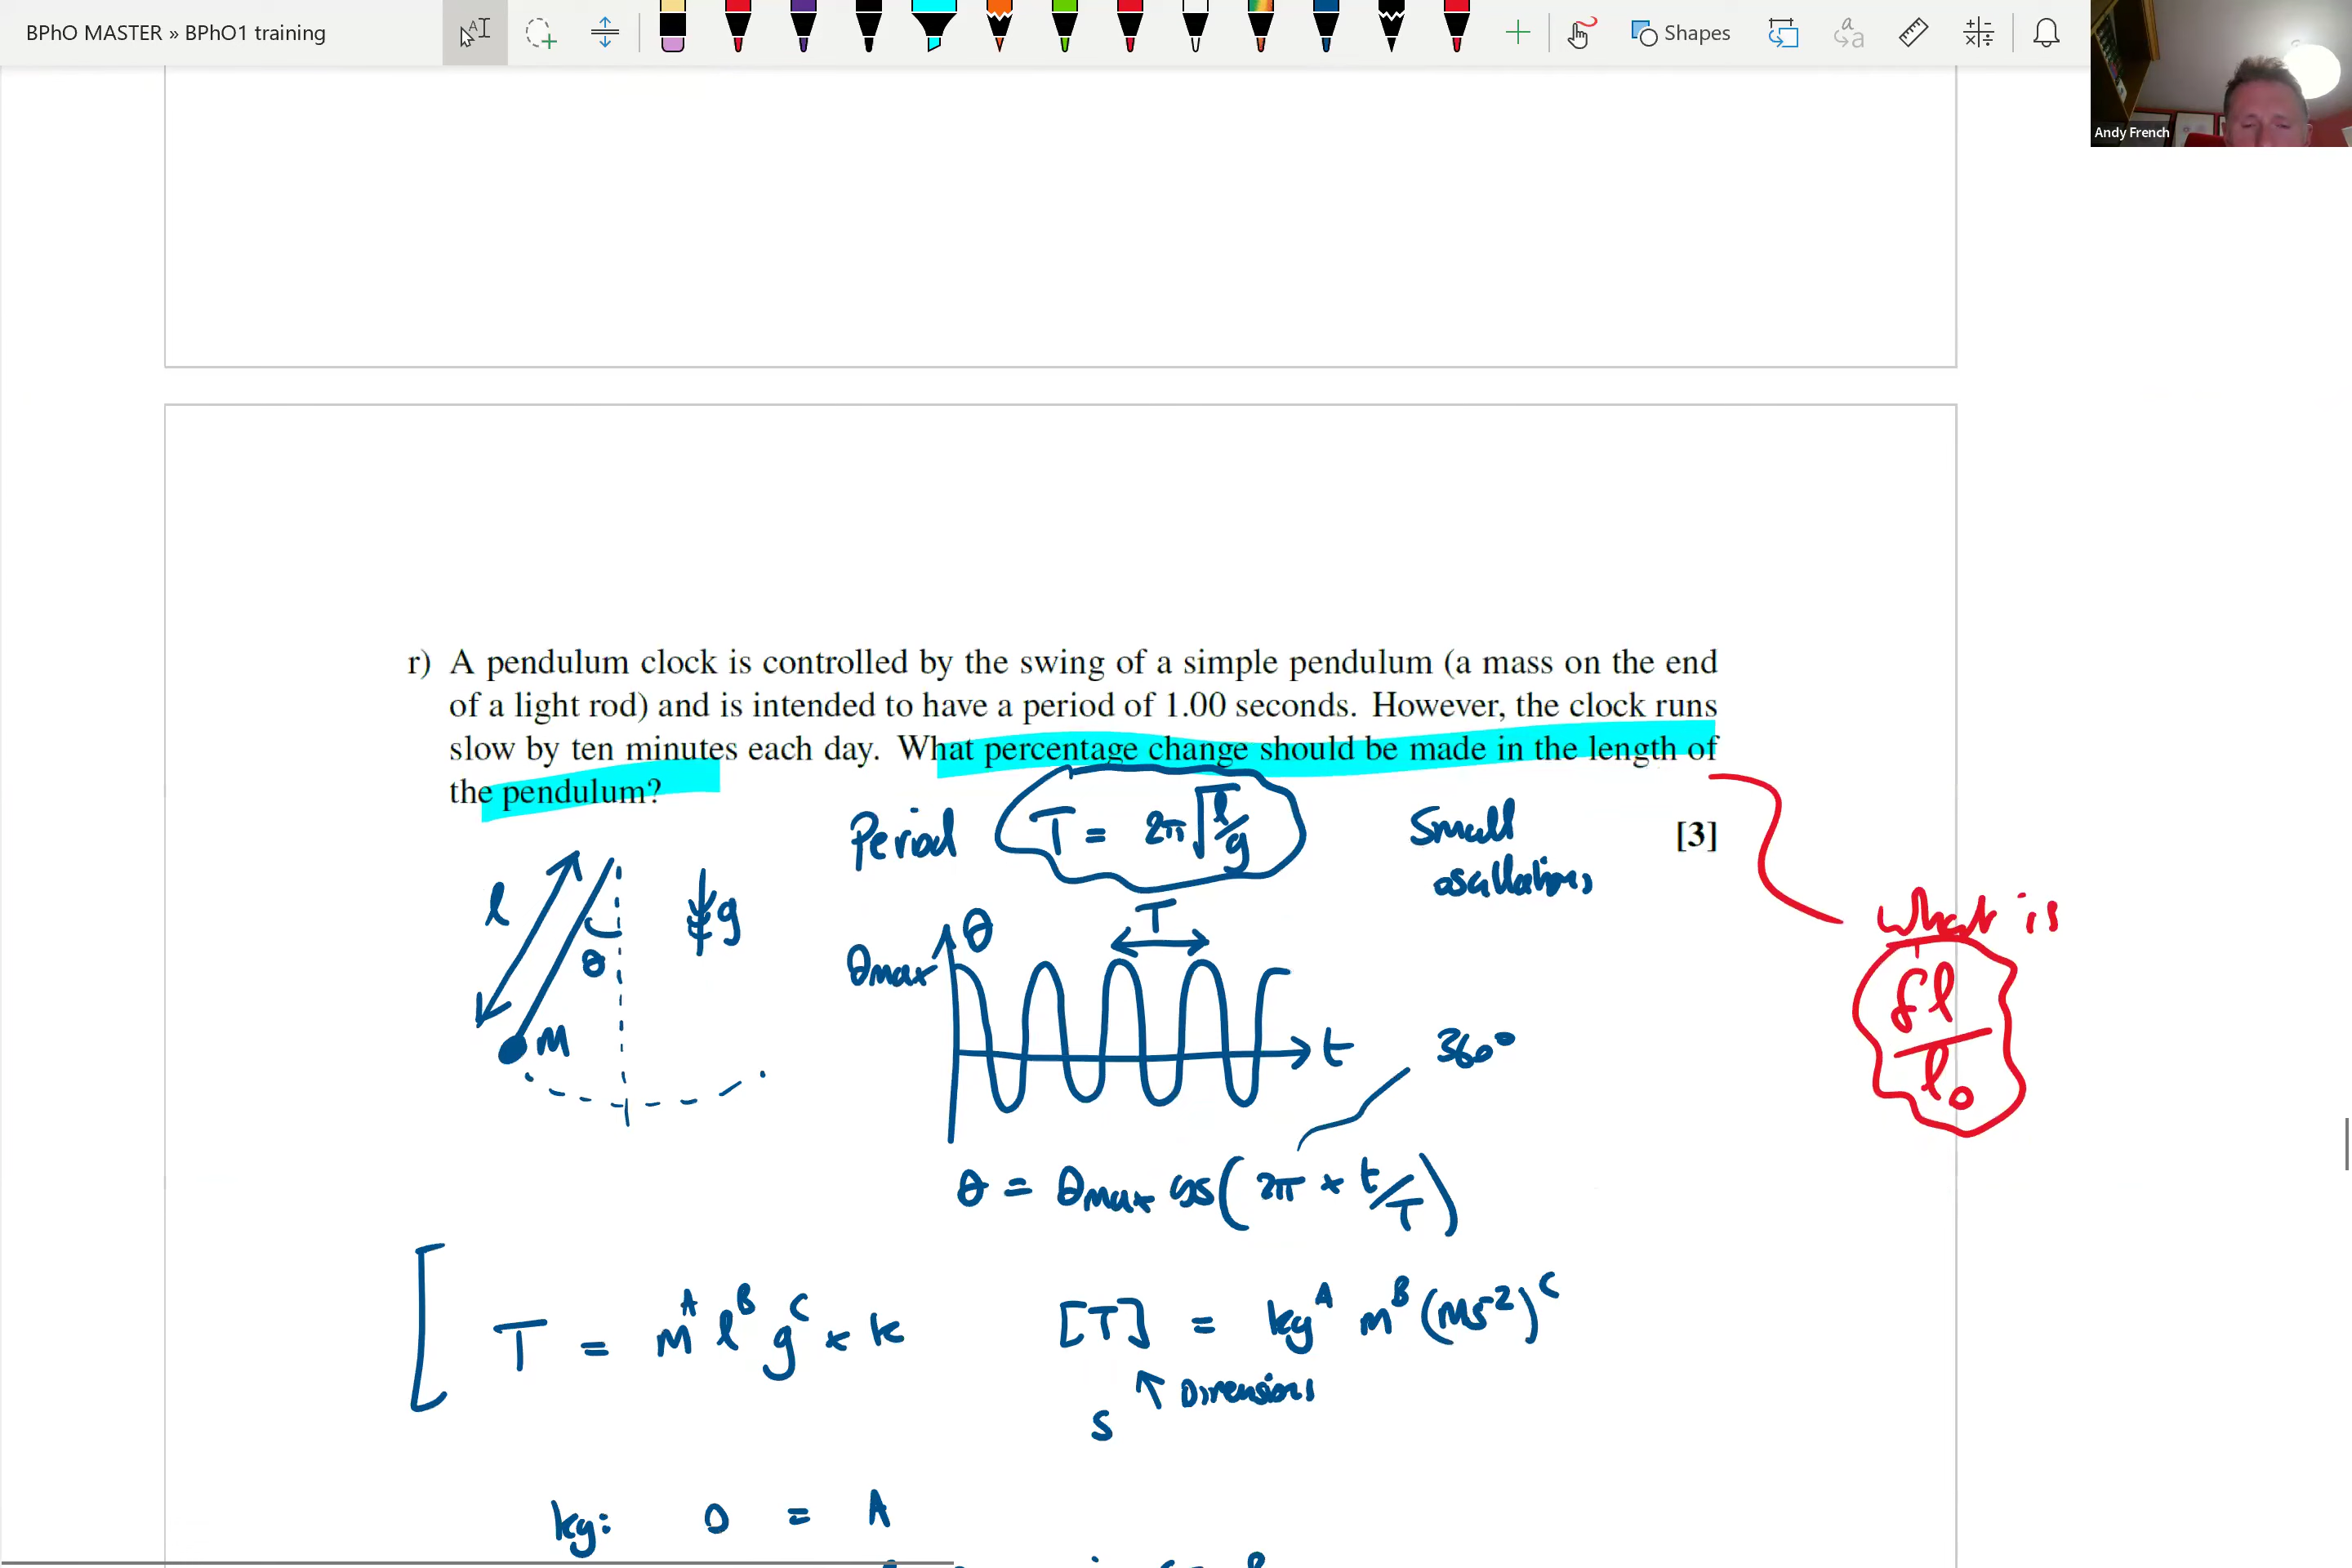 BPhO MASTER » BPhO1 training
Shapes
Andy French
r) A pendulum clock is controlled by the swing of a simple pendulum (a mass on the end
of a light rod) and is intended to have a period of 1.00 seconds. However, the clock runs
slow by ten minutes each day. What percentage change should be made in the length of
the pendulum?
[3]
Period T = 2π√(l/g)
Small
oscillations
l
θ
g
m
θmax
θ
T
t
360°
θ = θmax cos(2π × t/T)
What is
δl/l₀
T = m^A l^B g^C × k
[T] = kg^A m^B (ms^-2)^C
↑ Dimensions
s
kg: 0 = A